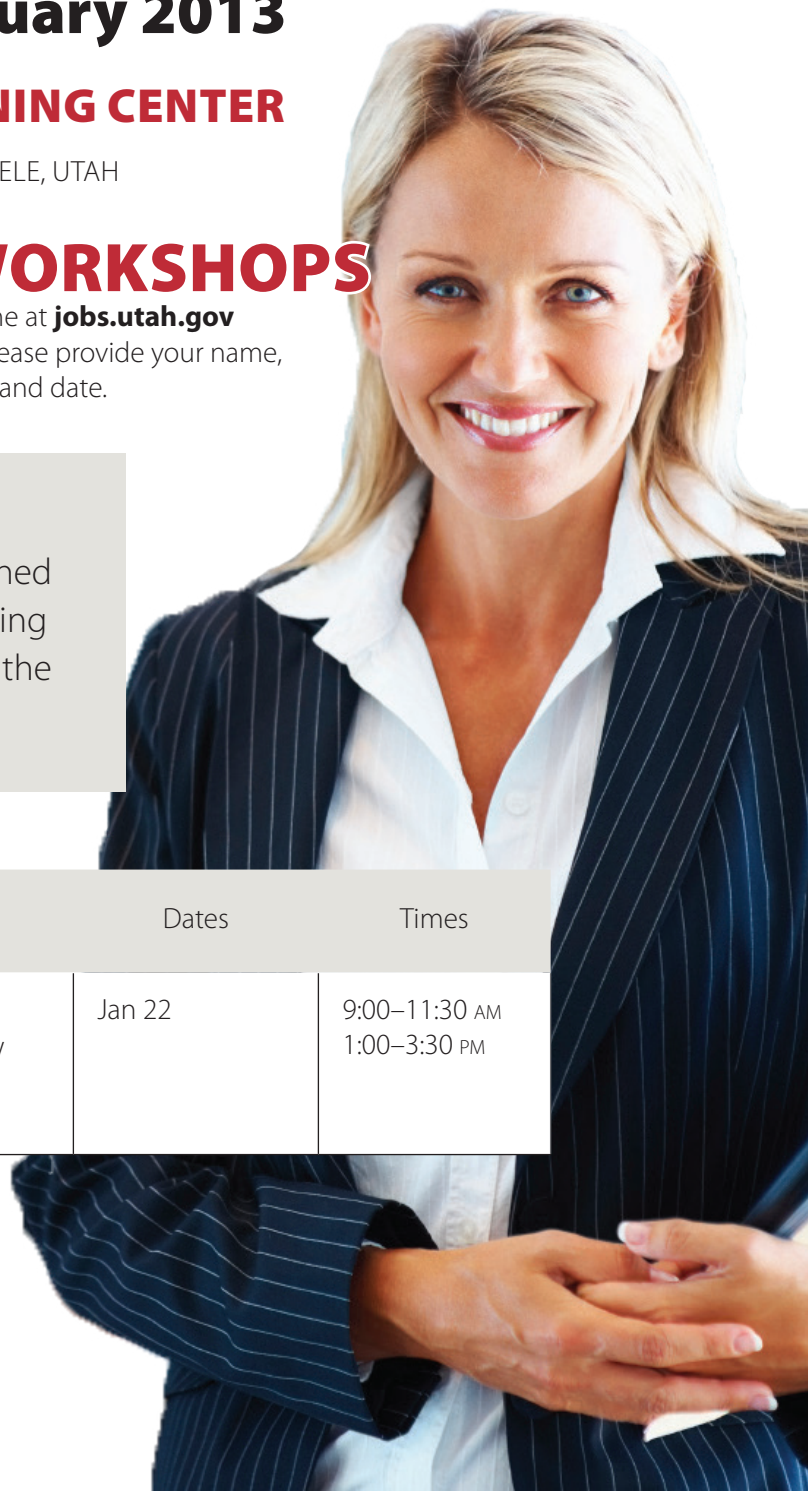 uary 2013
NING CENTER
ELE, UTAH
WORKSHOPS
ne at jobs.utah.gov
ease provide your name,
and date.
ned
ing
the
Dates Times
Jan 22 9:00–11:30 AM
y 1:00–3:30 PM